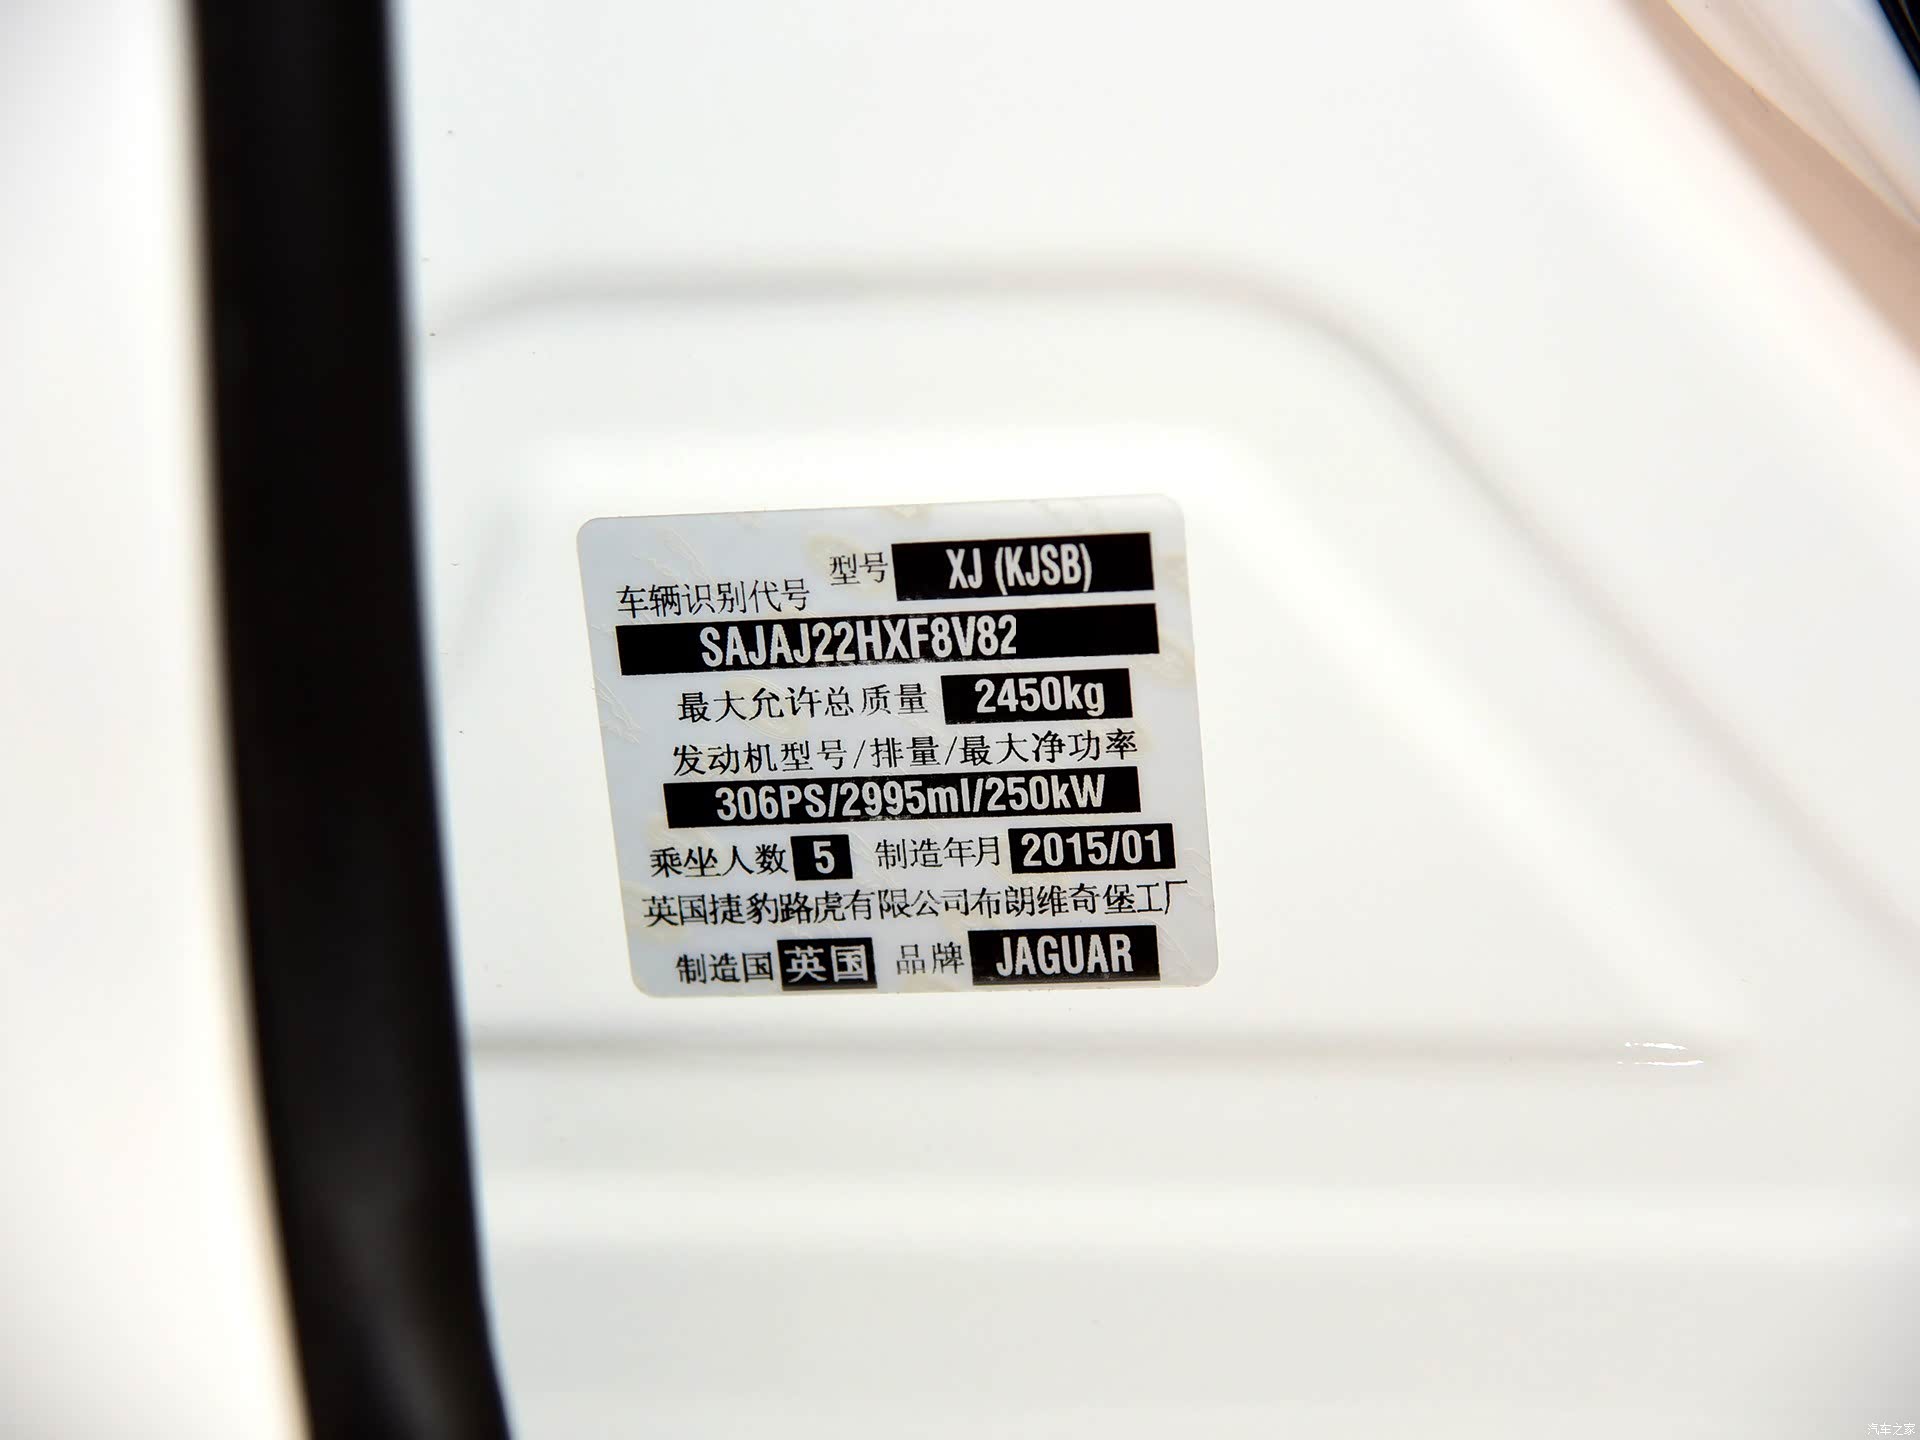 型号 XJ (KJSB)
车辆识别代号
SAJAJ22HXF8V82
最大允许总质量 2450kg
发动机型号/排量/最大净功率
306PS/2995ml/250kW
乘坐人数 5 制造年月 2015/01
英国捷豹路虎有限公司布朗维奇堡工厂
制造国 英国 品牌 JAGUAR
汽车之家